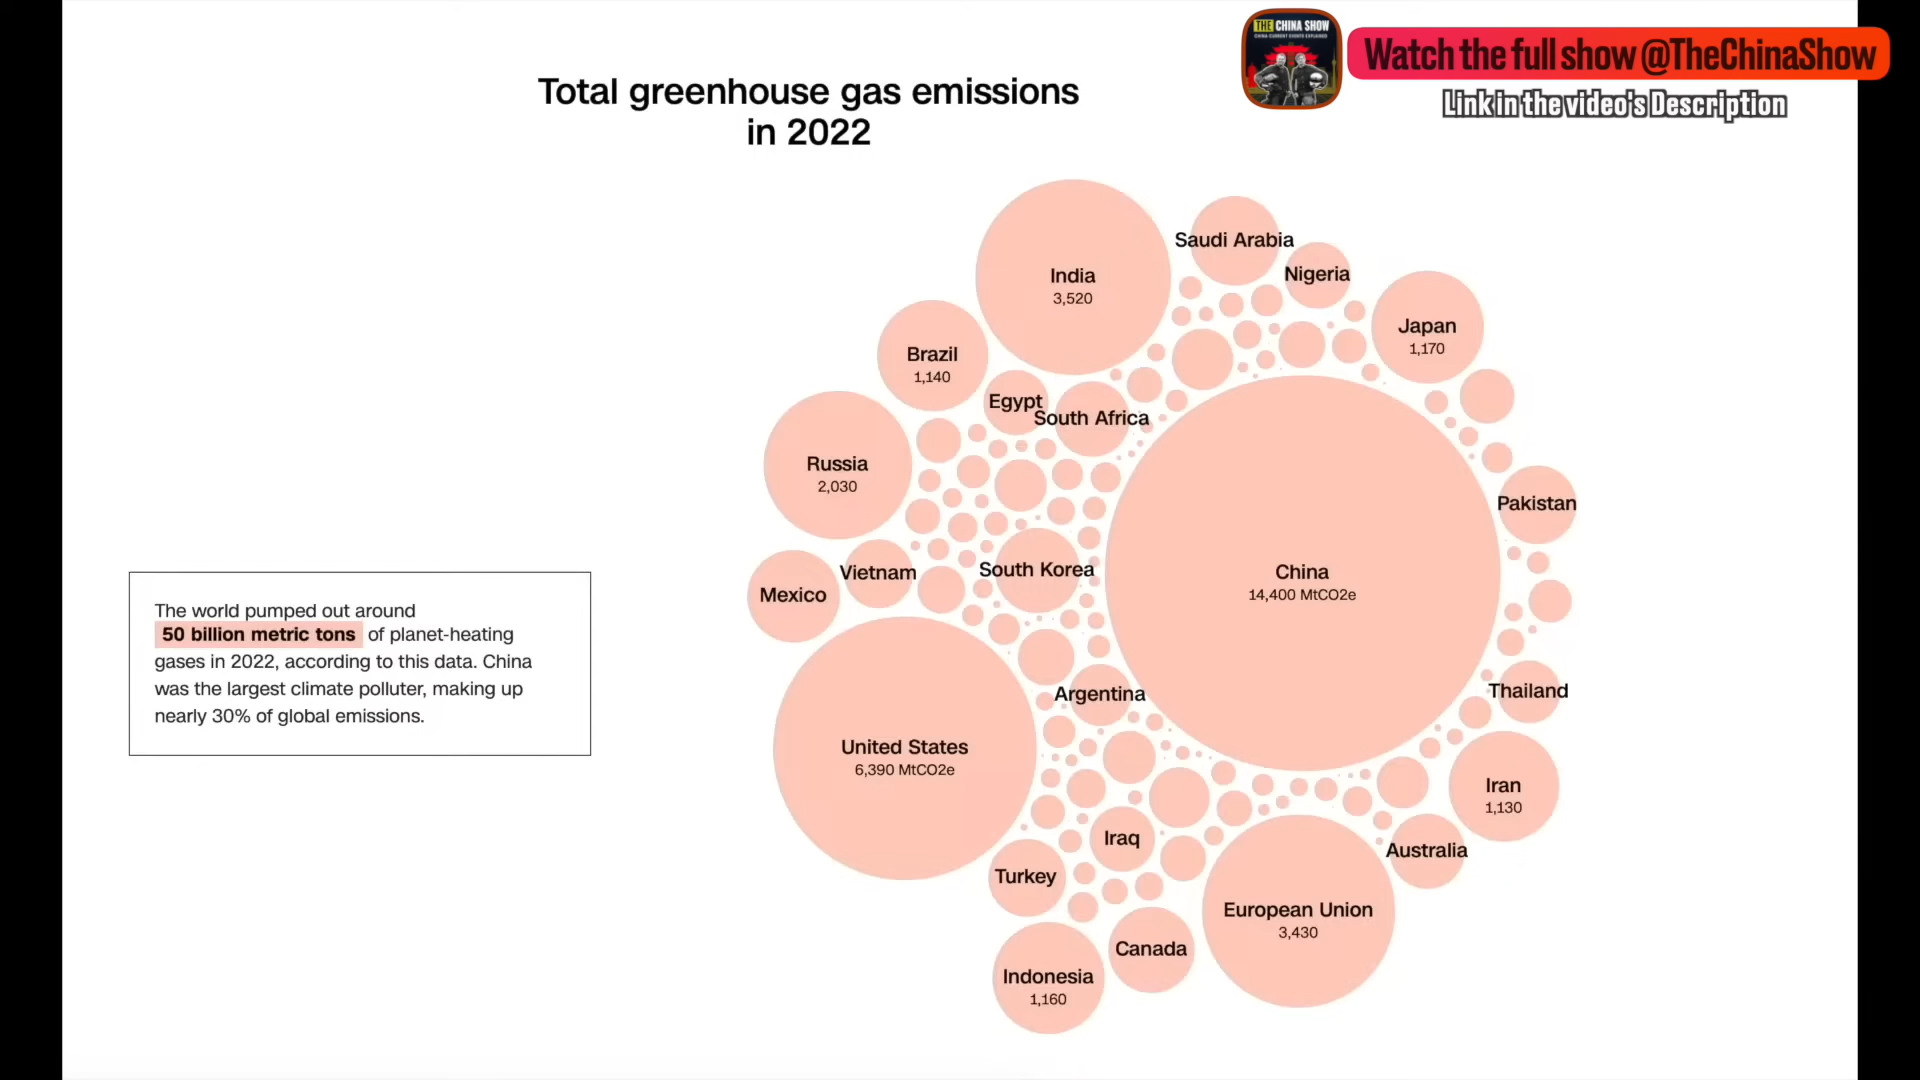 THE CHINA SHOW
CHINA CURRENT EVENTS EXPLAINED
Watch the full show @TheChinaShow
Link in the video's Description
Total greenhouse gas emissions
in 2022
India
3,520
Saudi Arabia
Nigeria
Japan
1,170
Brazil
1,140
Egypt
South Africa
Russia
2,030
Pakistan
Vietnam
South Korea
Mexico
China
14,400 MtCO2e
The world pumped out around
50 billion metric tons of planet-heating
gases in 2022, according to this data. China
was the largest climate polluter, making up
nearly 30% of global emissions.
Argentina
Thailand
United States
6,390 MtCO2e
Iran
1,130
Iraq
Australia
Turkey
European Union
3,430
Canada
Indonesia
1,160